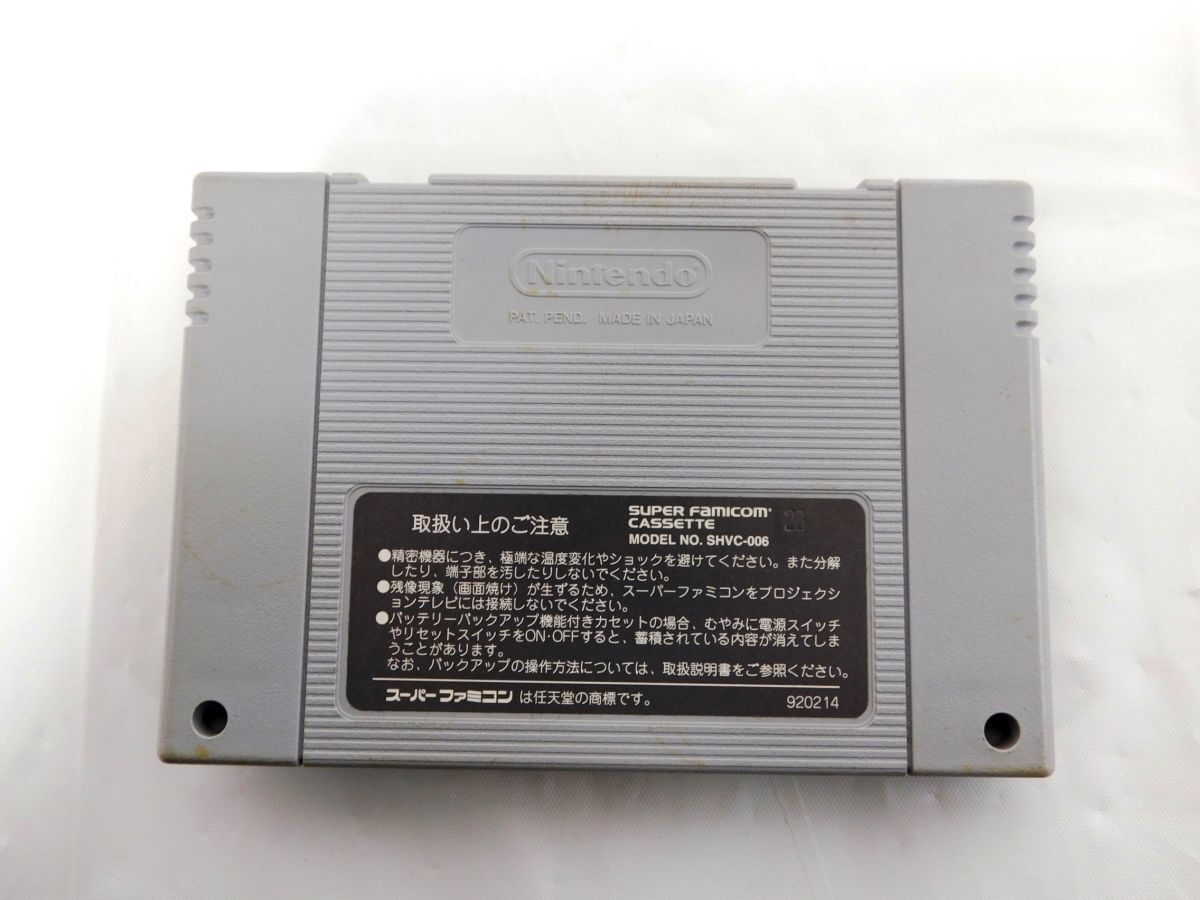 Nintendo®
PAT. PEND. MADE IN JAPAN
取扱い上のご注意
SUPER FAMICOM®
CASSETTE
MODEL NO. SHVC-006
23
●精密機器につき、極端な温度変化やショックを避けてください。また分解
したり、端子部を汚したりしないでください。
●残像現象（画面焼け）が生ずるため、スーパーファミコンをプロジェクシ
ョンテレビには接続しないでください。
●バッテリーバックアップ機能付きカセットの場合、むやみに電源スイッチ
やリセットスイッチをON・OFFすると、蓄積されている内容が消えてしま
うことがあります。
なお、バックアップの操作方法については、取扱説明書をご参照ください。
スーパーファミコン は任天堂の商標です。
920214